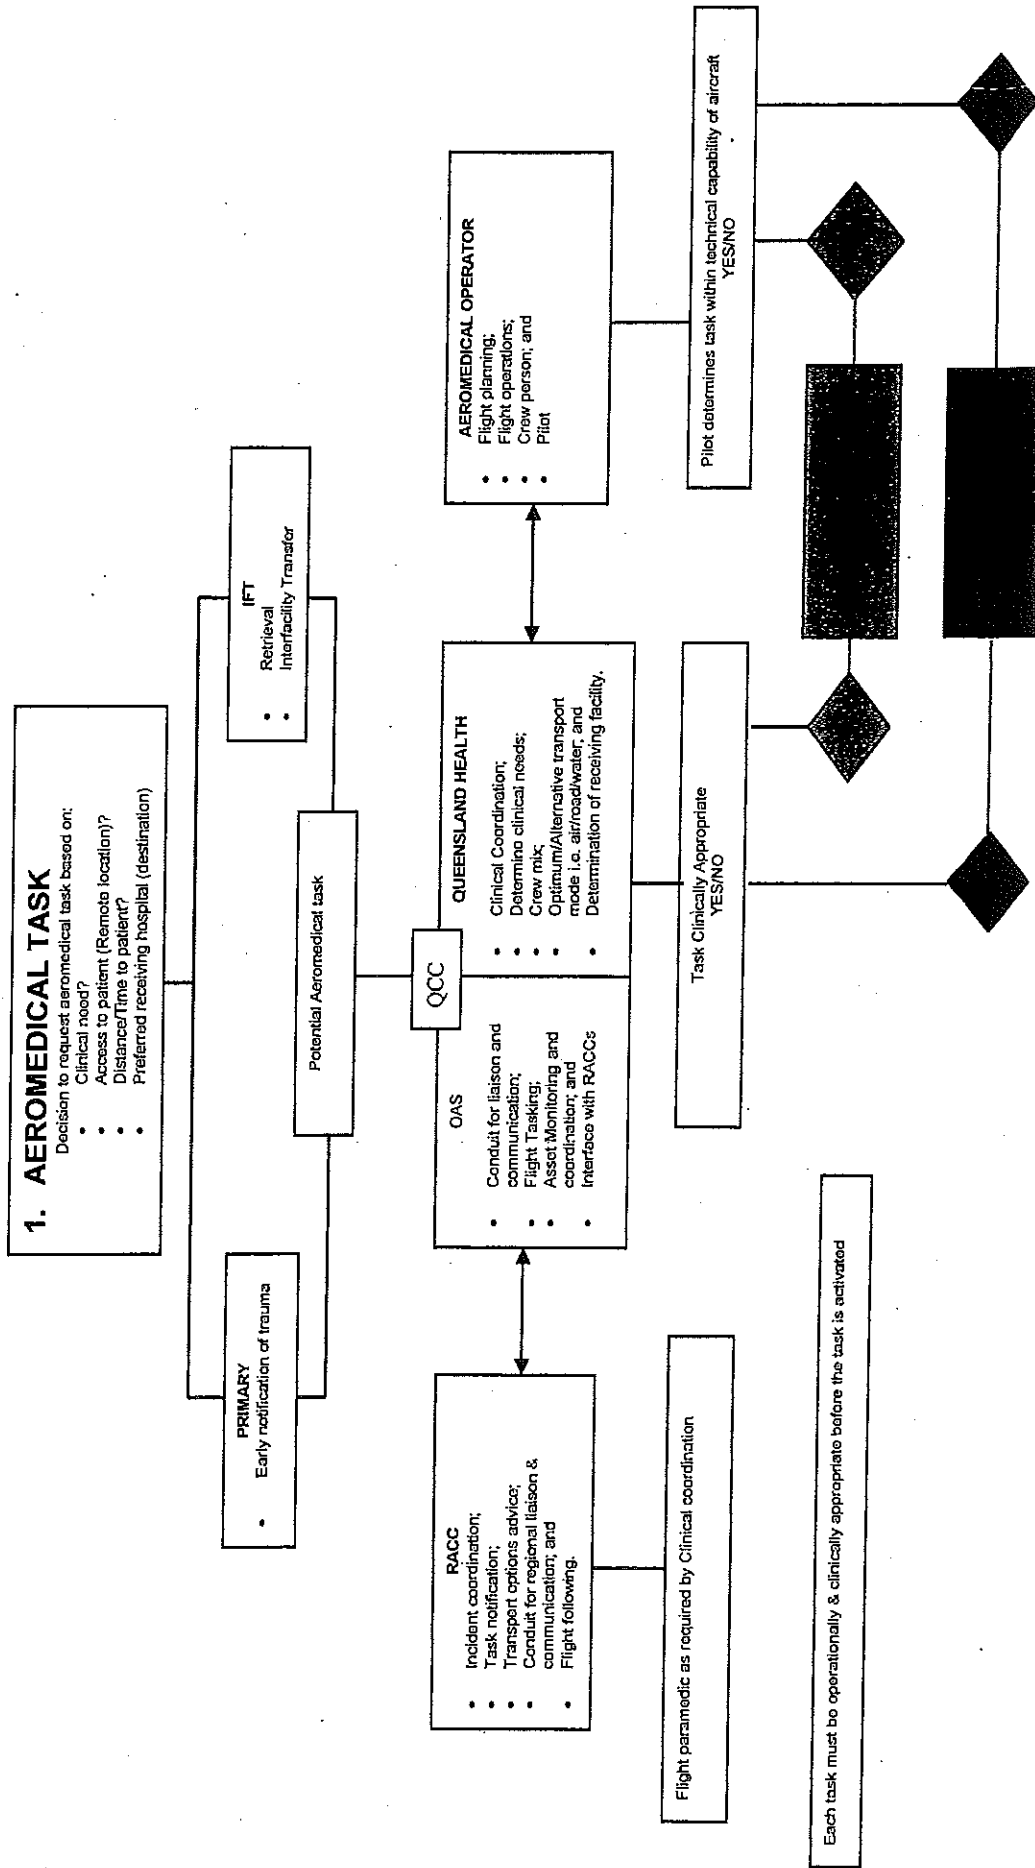 1. AEROMEDICAL TASK
Decision to request aeromedical task based on:
• Clinical need?
• Access to patient (Remote location)?
• Distance/Time to patient?
• Preferred receiving hospital (destination)
PRIMARY
• Early notification of trauma
IFT
• Retrieval
• Interfacility Transfer
Potential Aeromedical task
QCC
RACC
• Incident coordination;
• Task notification;
• Transport options advice;
• Conduit for regional liaison &
communication; and
• Flight following.
QAS
• Conduit for liaison and
communication;
• Flight Tasking;
• Asset Monitoring and
coordination; and
• Interface with RACCs
QUEENSLAND HEALTH
• Clinical Coordination;
• Determine clinical needs;
• Crew mix;
• Optimum/Alternative transport
mode i.e. air/road/water; and
• Determination of receiving facility.
AEROMEDICAL OPERATOR
• Flight planning;
• Flight operations;
• Crew person; and
• Pilot
Flight paramedic as required by Clinical coordination
Task Clinically Appropriate
YES/NO
Pilot determines task within technical capability of aircraft
YES/NO
Each task must be operationally & clinically appropriate before the task is activated